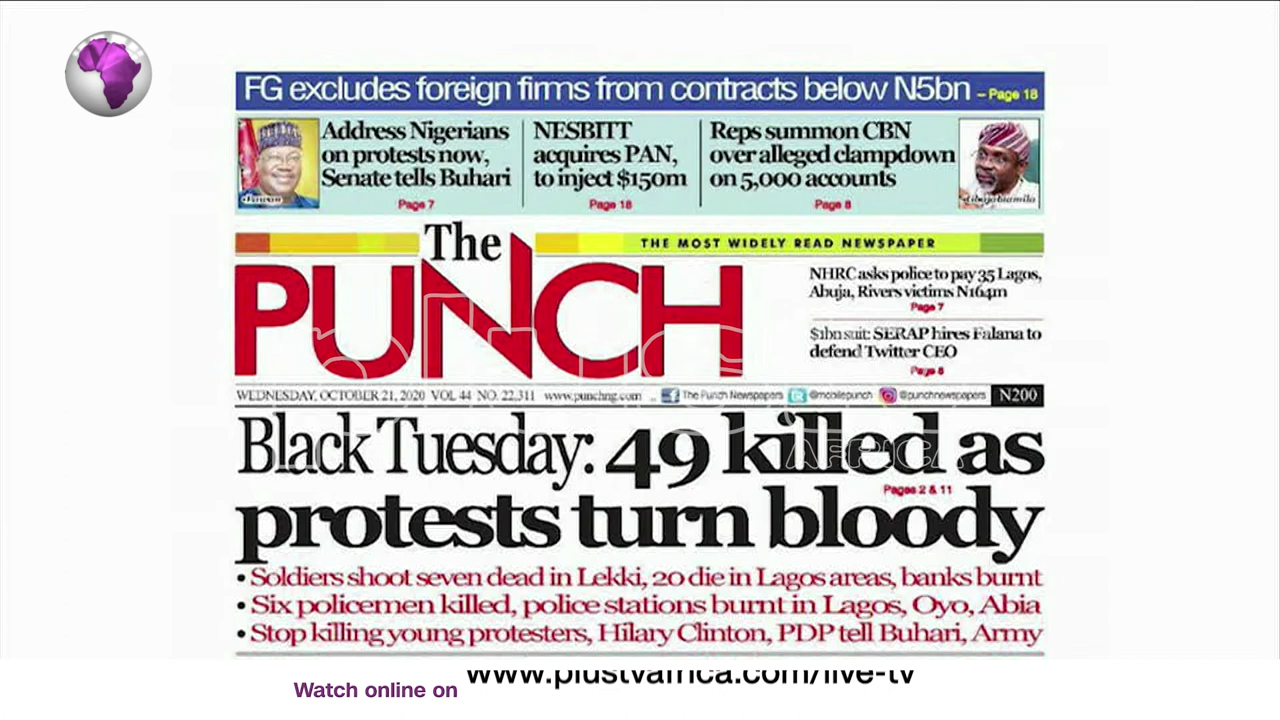 FG excludes foreign firms from contracts below N5bn – Page 18
Address Nigerians
on protests now,
Senate tells Buhari
Page 7
NESBITT
acquires PAN,
to inject $150m
Page 18
Reps summon CBN
over alleged clampdown
on 5,000 accounts
Page 8
The
PUNCH
THE MOST WIDELY READ NEWSPAPER
NHRC asks police to pay 35 Lagos,
Abuja, Rivers victims N164m
Page 7
$1bn suit: SERAP hires Falana to
defend Twitter CEO
WEDNESDAY, OCTOBER 21, 2020 VOL 44 NO. 22,311 www.punchng.com The Punch Newspapers @mobilepunch @punchnewspapers N200
Black Tuesday: 49 killed as
Pages 2 & 11
protests turn bloody
• Soldiers shoot seven dead in Lekki, 20 die in Lagos areas, banks burnt
• Six policemen killed, police stations burnt in Lagos, Oyo, Abia
• Stop killing young protesters, Hilary Clinton, PDP tell Buhari, Army
plus
AFRICA
Watch online on www.plustvafrica.com/live-tv